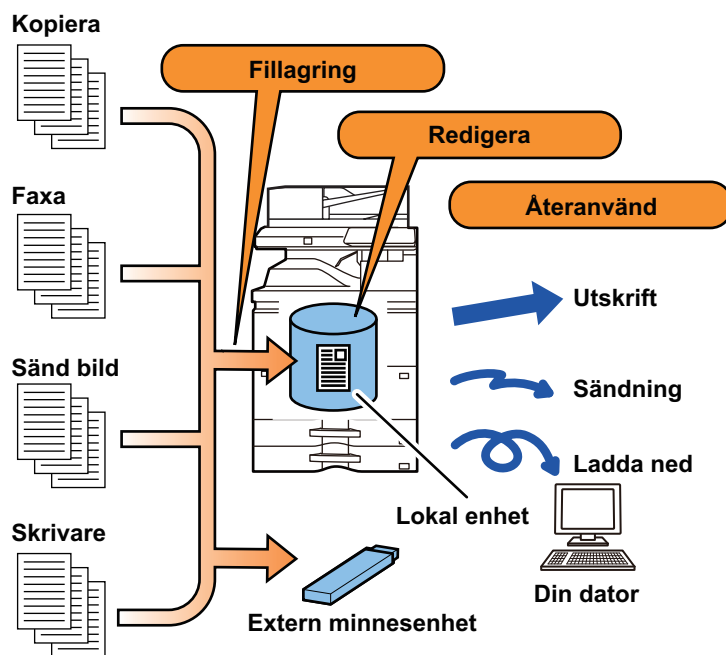 Kopiera
Fillagring
Redigera
Faxa
Återanvänd
Utskrift
Sänd bild
Sändning
Ladda ned
Lokal enhet
Skrivare
Din dator
Extern minnesenhet